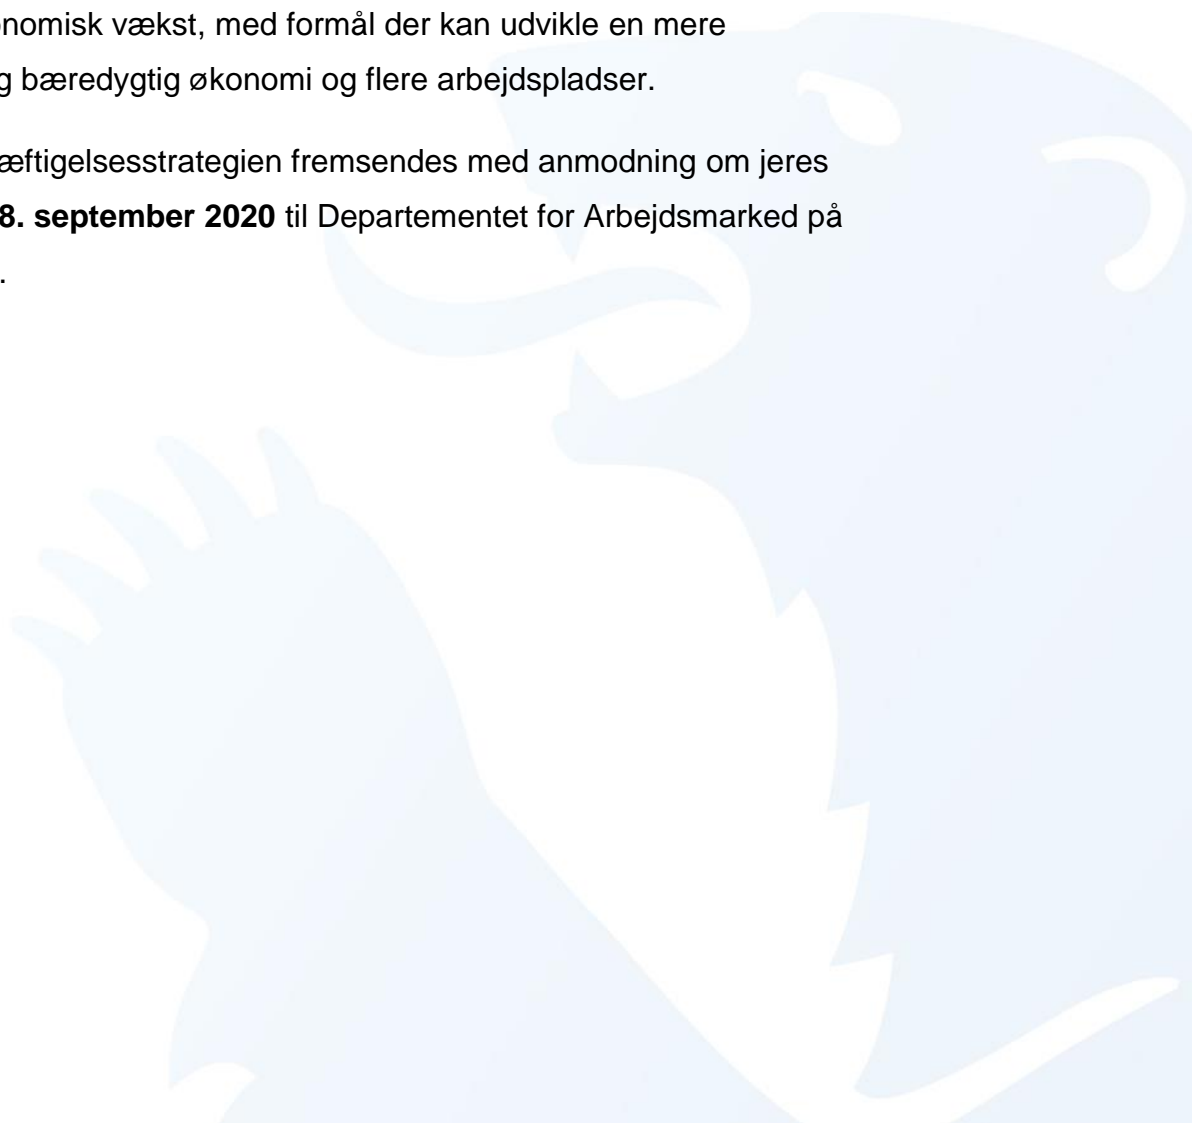 nomisk vækst, med formål der kan udvikle en mere
g bæredygtig økonomi og flere arbejdspladser.
æftigelsesstrategien fremsendes med anmodning om jeres
8. september 2020 til Departementet for Arbejdsmarked på
.